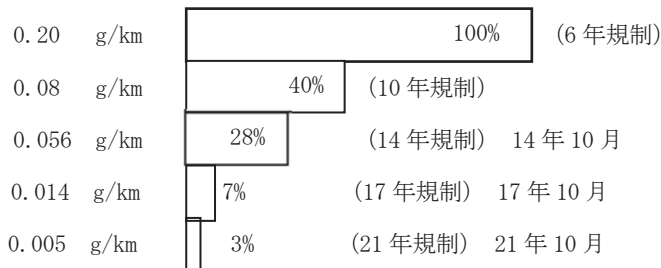 0.20 g/km 100% (6 年規制)
0.08 g/km 40% (10 年規制)
0.056 g/km 28% (14 年規制) 14 年 10 月
0.014 g/km 7% (17 年規制) 17 年 10 月
0.005 g/km 3% (21 年規制) 21 年 10 月